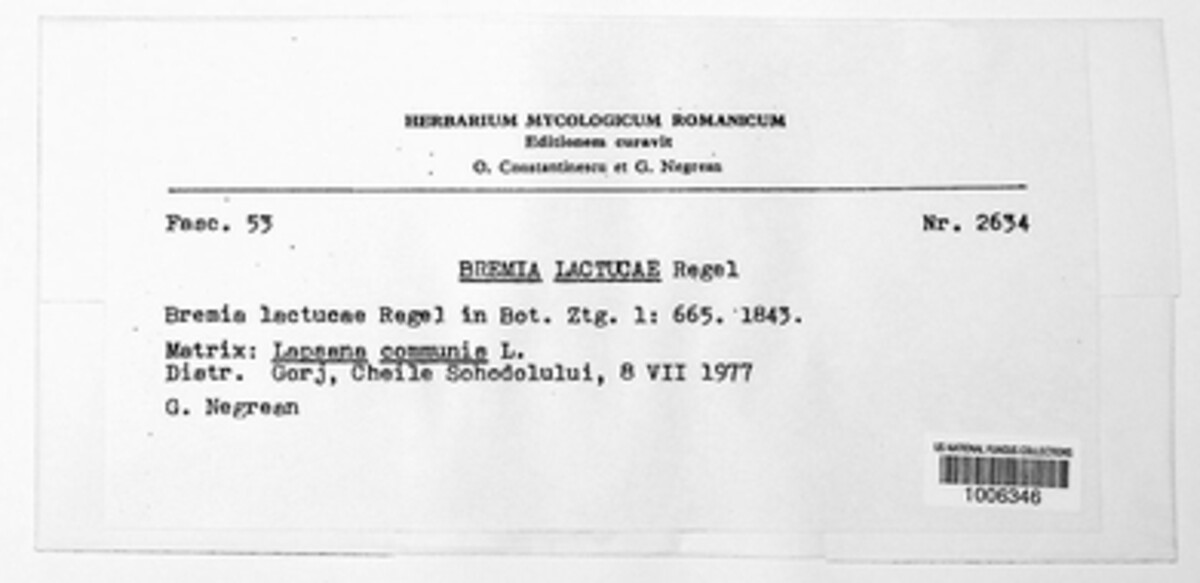 HERBARIUM MYCOLOGICUM ROMANICUM
Editionem curavit
O. Constantinescu et G. Negrean
Fasc. 53 Nr. 2634
BREMIA LACTUCAE Regel
Bremia lactucae Regel in Bot. Ztg. 1: 665. 1843.
Matrix: Lapsana communis L.
Distr. Gorj, Cheile Sohodolului, 8 VII 1977
G. Negrean
US NATIONAL FUNGUS COLLECTIONS
1006346